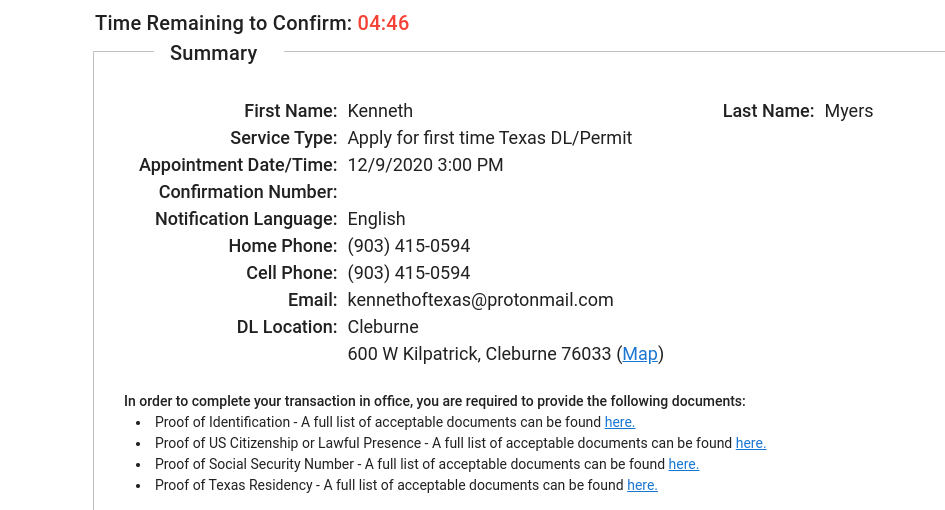 Time Remaining to Confirm: 04:46
Summary
First Name: Kenneth Last Name: Myers
Service Type: Apply for first time Texas DL/Permit
Appointment Date/Time: 12/9/2020 3:00 PM
Confirmation Number:
Notification Language: English
Home Phone: (903) 415-0594
Cell Phone: (903) 415-0594
Email: kennethoftexas@protonmail.com
DL Location: Cleburne
600 W Kilpatrick, Cleburne 76033 (Map)
In order to complete your transaction in office, you are required to provide the following documents:
• Proof of Identification - A full list of acceptable documents can be found here.
• Proof of US Citizenship or Lawful Presence - A full list of acceptable documents can be found here.
• Proof of Social Security Number - A full list of acceptable documents can be found here.
• Proof of Texas Residency - A full list of acceptable documents can be found here.